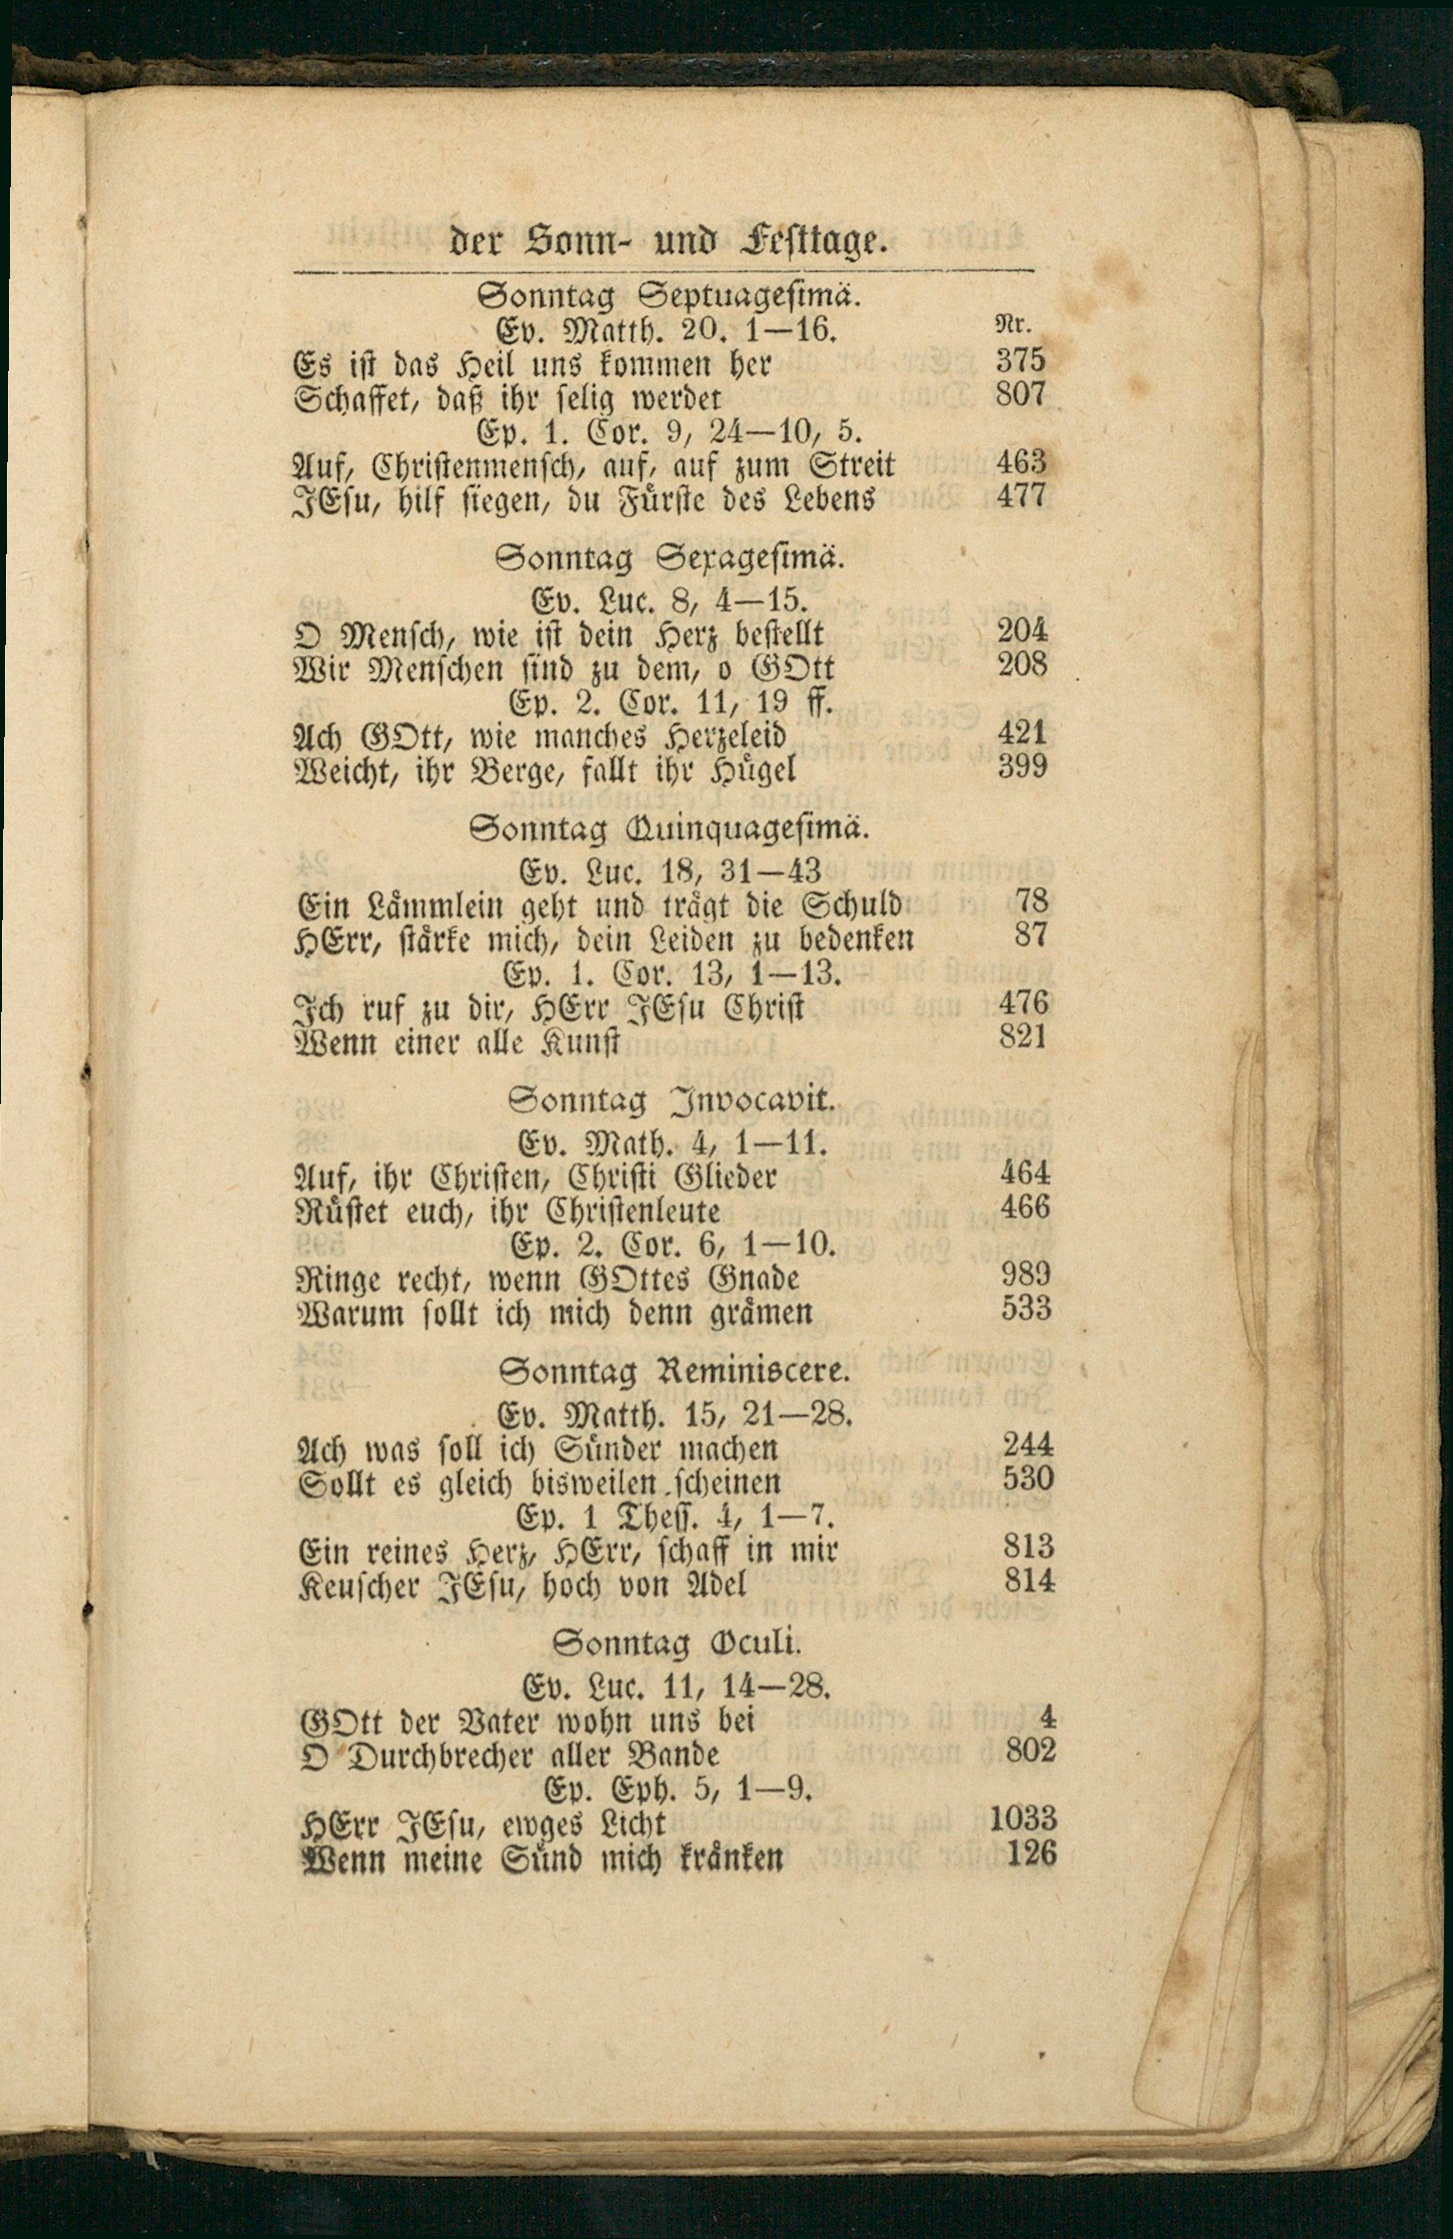 der Sonn- und Festtage.
Sonntag Septuagesimä.
Ev. Matth. 20. 1—16. Nr.
Es ist das Heil uns kommen her 375
Schaffet, daß ihr selig werdet 807
Ep. 1. Cor. 9, 24—10, 5.
Auf, Christenmensch, auf, auf zum Streit 463
JEsu, hilf siegen, du Fürste des Lebens 477
Sonntag Sexagesimä.
Ev. Luc. 8, 4—15.
O Mensch, wie ist dein Herz bestellt 204
Wir Menschen sind zu dem, o GOtt 208
Ep. 2. Cor. 11, 19 ff.
Ach GOtt, wie manches Herzeleid 421
Weicht, ihr Berge, fallt ihr Hügel 399
Sonntag Quinquagesimä.
Ev. Luc. 18, 31—43
Ein Lämmlein geht und trägt die Schuld 78
HErr, stärke mich, dein Leiden zu bedenken 87
Ep. 1. Cor. 13, 1—13.
Ich ruf zu dir, HErr JEsu Christ 476
Wenn einer alle Kunst 821
Sonntag Invocavit.
Ev. Math. 4, 1—11.
Auf, ihr Christen, Christi Glieder 464
Rüstet euch, ihr Christenleute 466
Ep. 2. Cor. 6, 1—10.
Ringe recht, wenn GOttes Gnade 989
Warum sollt ich mich denn grämen 533
Sonntag Reminiscere.
Ev. Matth. 15, 21—28.
Ach was soll ich Sünder machen 244
Sollt es gleich bisweilen scheinen 530
Ep. 1 Thess. 4, 1—7.
Ein reines Herz, HErr, schaff in mir 813
Keuscher JEsu, hoch von Adel 814
Sonntag Oculi.
Ev. Luc. 11, 14—28.
GOtt der Vater wohn uns bei 4
O Durchbrecher aller Bande 802
Ep. Eph. 5, 1—9.
HErr JEsu, ewges Licht 1033
Wenn meine Sünd mich kränken 126